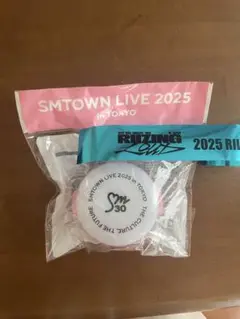 SMTOWN LIVE 2025
IN TOKYO
RIIZING
LOUD
2025 RII
SMTOWN LIVE 2025 in TOKYO
THE CULTURE, THE FUTURE
SM
30